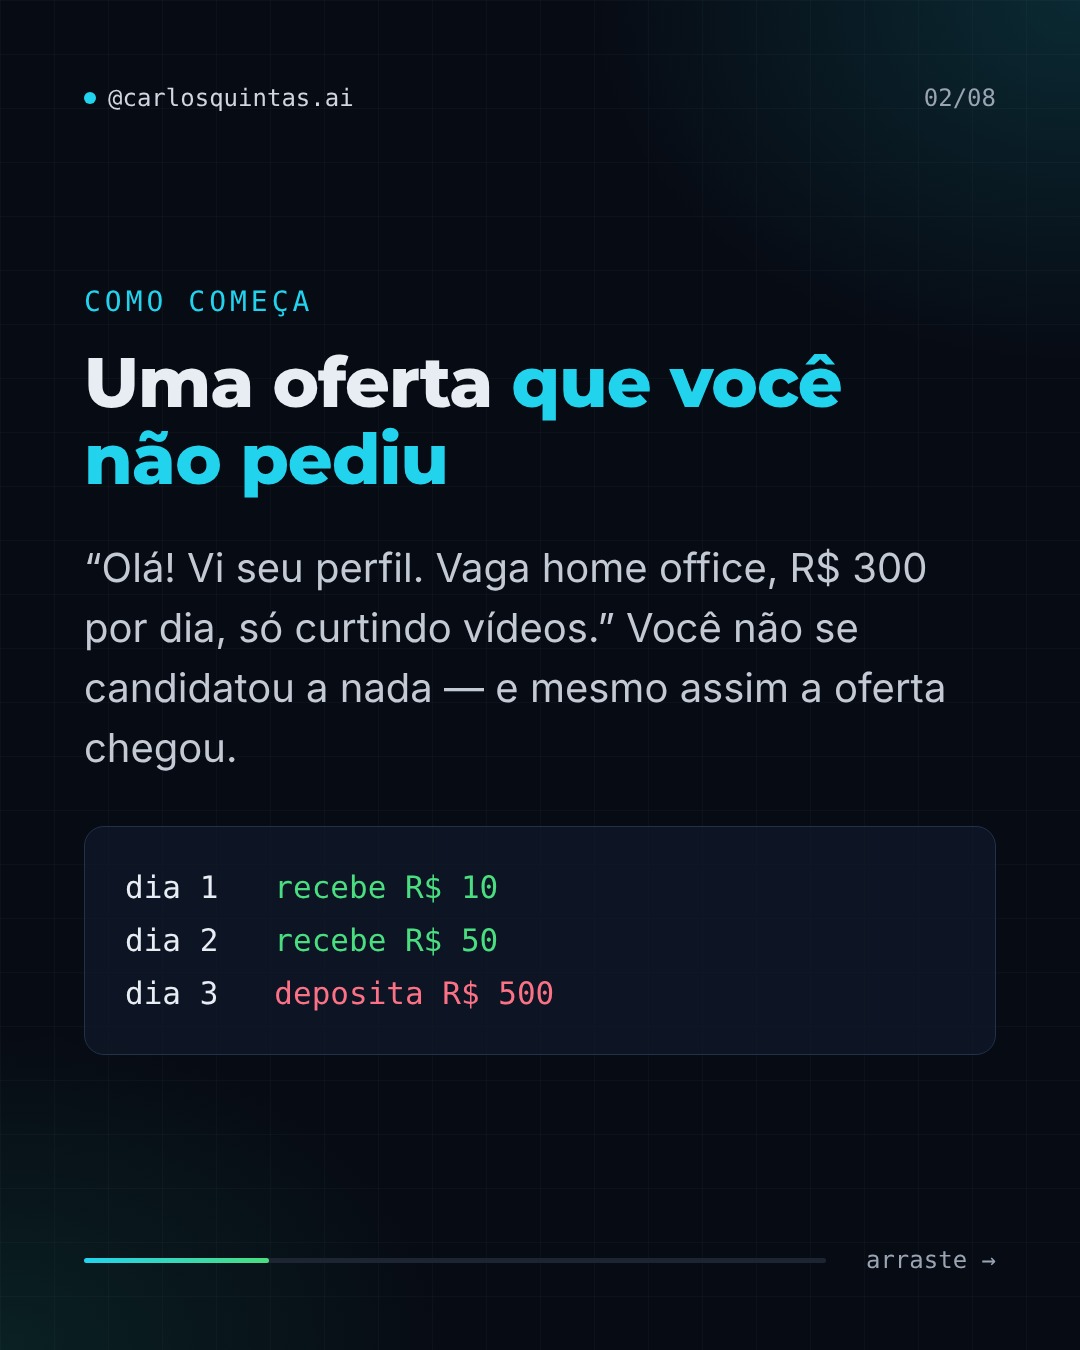 @carlosquintas.ai
02/08
COMO COMEÇA
Uma oferta que você
não pediu
“Olá! Vi seu perfil. Vaga home office, R$ 300
por dia, só curtindo vídeos.” Você não se
candidatou a nada — e mesmo assim a oferta
chegou.
dia 1 recebe R$ 10
dia 2 recebe R$ 50
dia 3 deposita R$ 500
arraste →